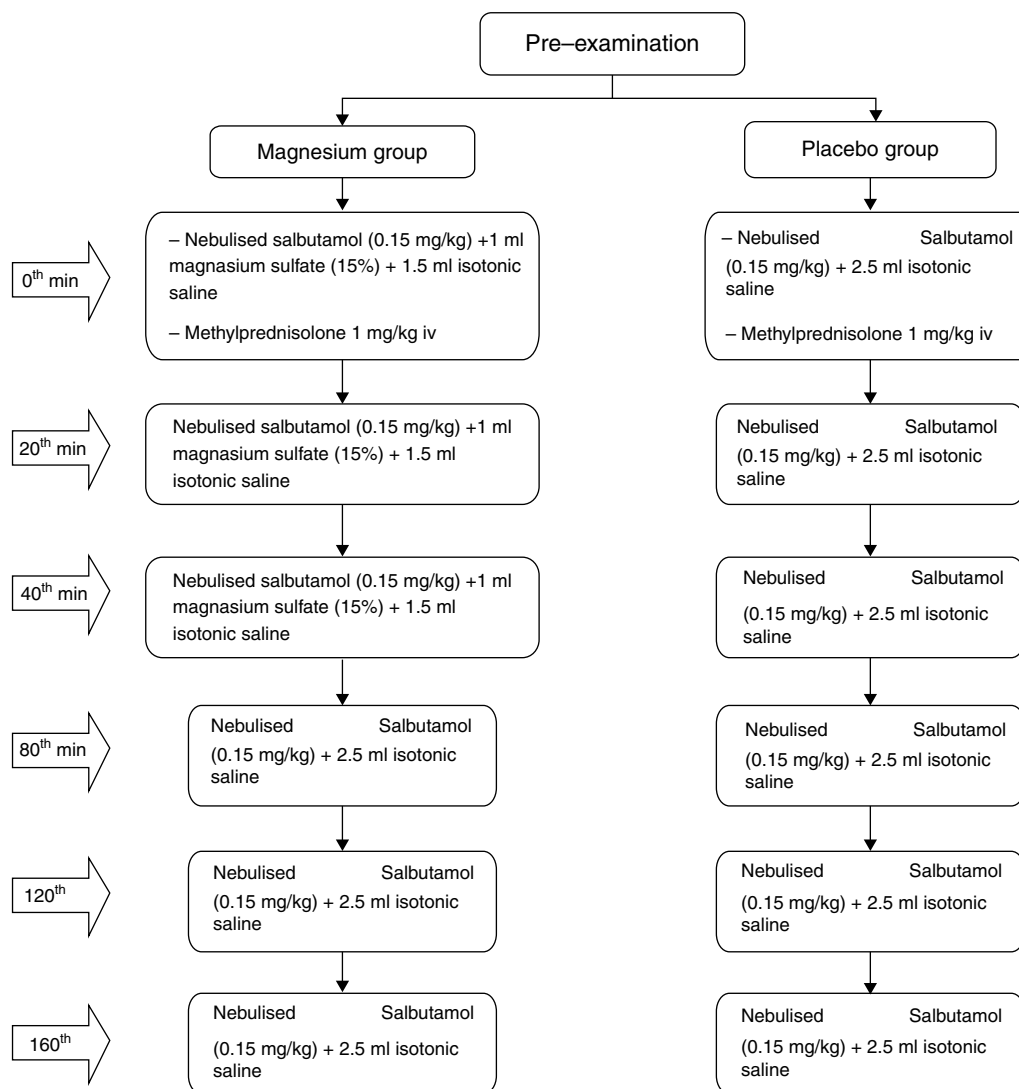 Pre–examination
Magnesium group
Placebo group
0th min
– Nebulised salbutamol (0.15 mg/kg) +1 ml
magnasium sulfate (15%) + 1.5 ml isotonic
saline
– Methylprednisolone 1 mg/kg iv
– Nebulised Salbutamol
(0.15 mg/kg) + 2.5 ml isotonic
saline
– Methylprednisolone 1 mg/kg iv
20th min
Nebulised salbutamol (0.15 mg/kg) +1 ml
magnasium sulfate (15%) + 1.5 ml
isotonic saline
Nebulised Salbutamol
(0.15 mg/kg) + 2.5 ml isotonic
saline
40th min
Nebulised salbutamol (0.15 mg/kg) +1 ml
magnasium sulfate (15%) + 1.5 ml
isotonic saline
Nebulised Salbutamol
(0.15 mg/kg) + 2.5 ml isotonic
saline
80th min
Nebulised Salbutamol
(0.15 mg/kg) + 2.5 ml isotonic
saline
Nebulised Salbutamol
(0.15 mg/kg) + 2.5 ml isotonic
saline
120th
Nebulised Salbutamol
(0.15 mg/kg) + 2.5 ml isotonic
saline
Nebulised Salbutamol
(0.15 mg/kg) + 2.5 ml isotonic
saline
160th
Nebulised Salbutamol
(0.15 mg/kg) + 2.5 ml isotonic
saline
Nebulised Salbutamol
(0.15 mg/kg) + 2.5 ml isotonic
saline